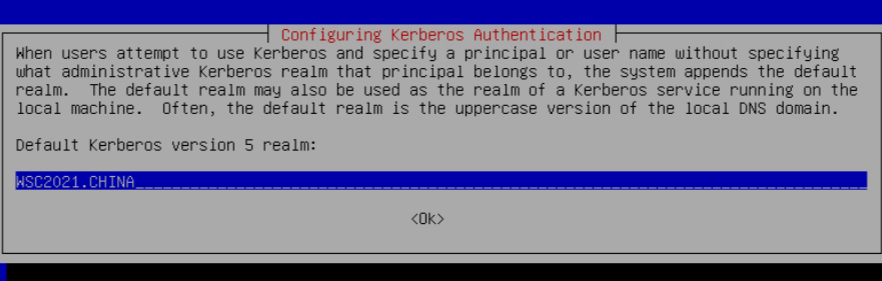 Configuring Kerberos Authentication
When users attempt to use Kerberos and specify a principal or user name without specifying
what administrative Kerberos realm that principal belongs to, the system appends the default
realm.  The default realm may also be used as the realm of a Kerberos service running on the
local machine.  Often, the default realm is the uppercase version of the local DNS domain.
Default Kerberos version 5 realm:
WSC2021.CHINA
<Ok>